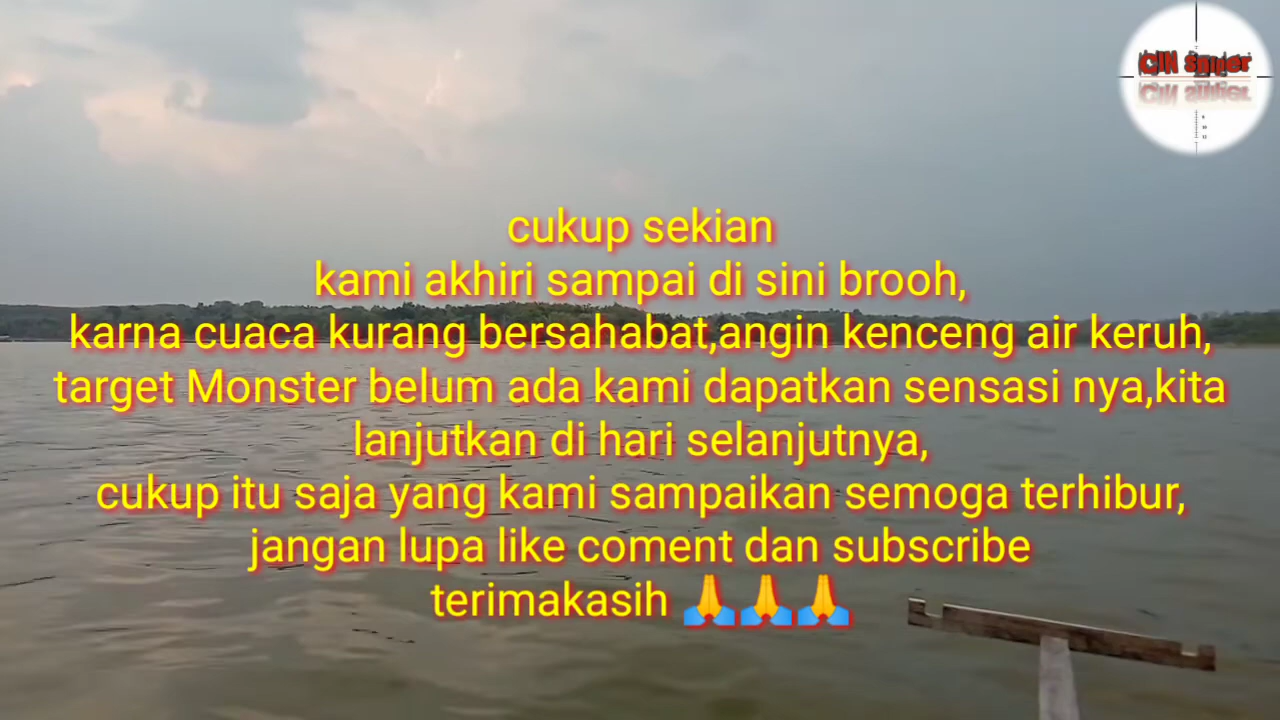 CIN sniper
cukup sekian
kami akhiri sampai di sini brooh,
karna cuaca kurang bersahabat,angin kenceng air keruh,
target Monster belum ada kami dapatkan sensasi nya,kita
lanjutkan di hari selanjutnya,
cukup itu saja yang kami sampaikan semoga terhibur,
jangan lupa like coment dan subscribe
terimakasih 🙏🙏🙏